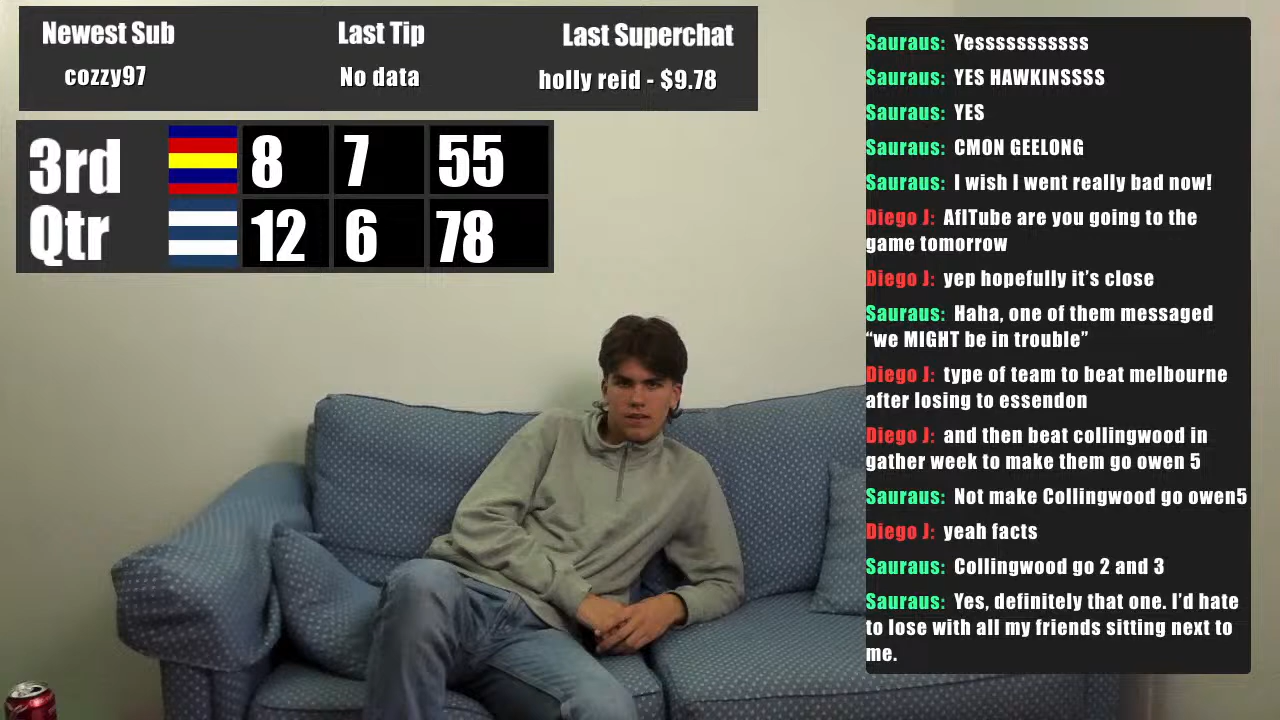 Newest Sub
Last Tip
Last Superchat
cozzy97
No data
holly reid - $9.78
3rd
Qtr
8 7 55
12 6 78
Sauraus: Yesssssssssss
Sauraus: YES HAWKINSSSS
Sauraus: YES
Sauraus: CMON GEELONG
Sauraus: I wish I went really bad now!
Diego J: AflTube are you going to the
game tomorrow
Diego J: yep hopefully it’s close
Sauraus: Haha, one of them messaged
“we MIGHT be in trouble”
Diego J: type of team to beat melbourne
after losing to essendon
Diego J: and then beat collingwood in
gather week to make them go owen 5
Sauraus: Not make Collingwood go owen5
Diego J: yeah facts
Sauraus: Collingwood go 2 and 3
Sauraus: Yes, definitely that one. I’d hate
to lose with all my friends sitting next to
me.